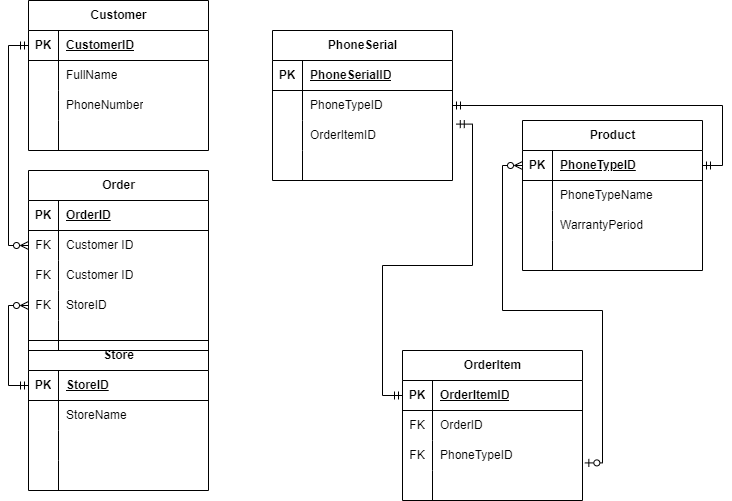 Customer
PK CustomerID
FullName
PhoneNumber
Order
PK OrderID
FK Customer ID
FK Customer ID
FK StoreID
Store
PK StoreID
StoreName
PhoneSerial
PK PhoneSerialID
PhoneTypeID
OrderItemID
Product
PK PhoneTypeID
PhoneTypeName
WarrantyPeriod
OrderItem
PK OrderItemID
FK OrderID
FK PhoneTypeID